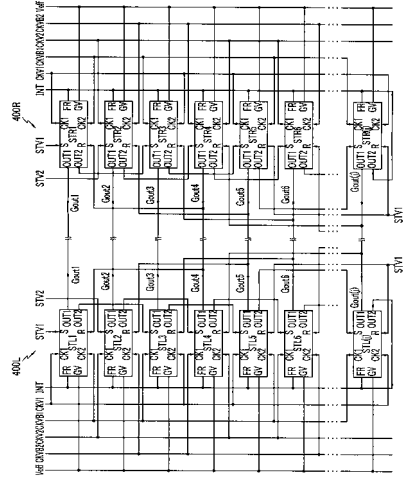 Voff CKVB2 CKV2 CKVB1 CKV1 INT
400R
STV1
STV2
FR CK1 S OUT1
STR1
GV CK2 R OUT2
FR CK1 S OUT1
STR2
GV CK2 R OUT2
FR CK1 S OUT1
STR3
GV CK2 R OUT2
FR CK1 S OUT1
STR4
GV CK2 R OUT2
FR CK1 S OUT1
STR5
GV CK2 R OUT2
FR CK1 S OUT1
STR6
GV CK2 R OUT2
FR CK1 S OUT1
STR(j)
GV CK2 R OUT2
Gout1
Gout2
Gout3
Gout4
Gout5
Gout6
Gout(j)
STV1
Gout1
Gout2
Gout3
Gout4
Gout5
Gout6
Gout(j)
STV1
STV2
STV1
400L
FR CK1 S OUT1
STL1
GV CK2 R OUT2
FR CK1 S OUT1
STL2
GV CK2 R OUT2
FR CK1 S OUT1
STL3
GV CK2 R OUT2
FR CK1 S OUT1
STL4
GV CK2 R OUT2
FR CK1 S OUT1
STL5
GV CK2 R OUT2
FR CK1 S OUT1
STL6
GV CK2 R OUT2
FR CK1 S OUT1
STL(j)
GV CK2 R OUT2
Voff CKVB2 CKV2 CKVB1 CKV1 INT